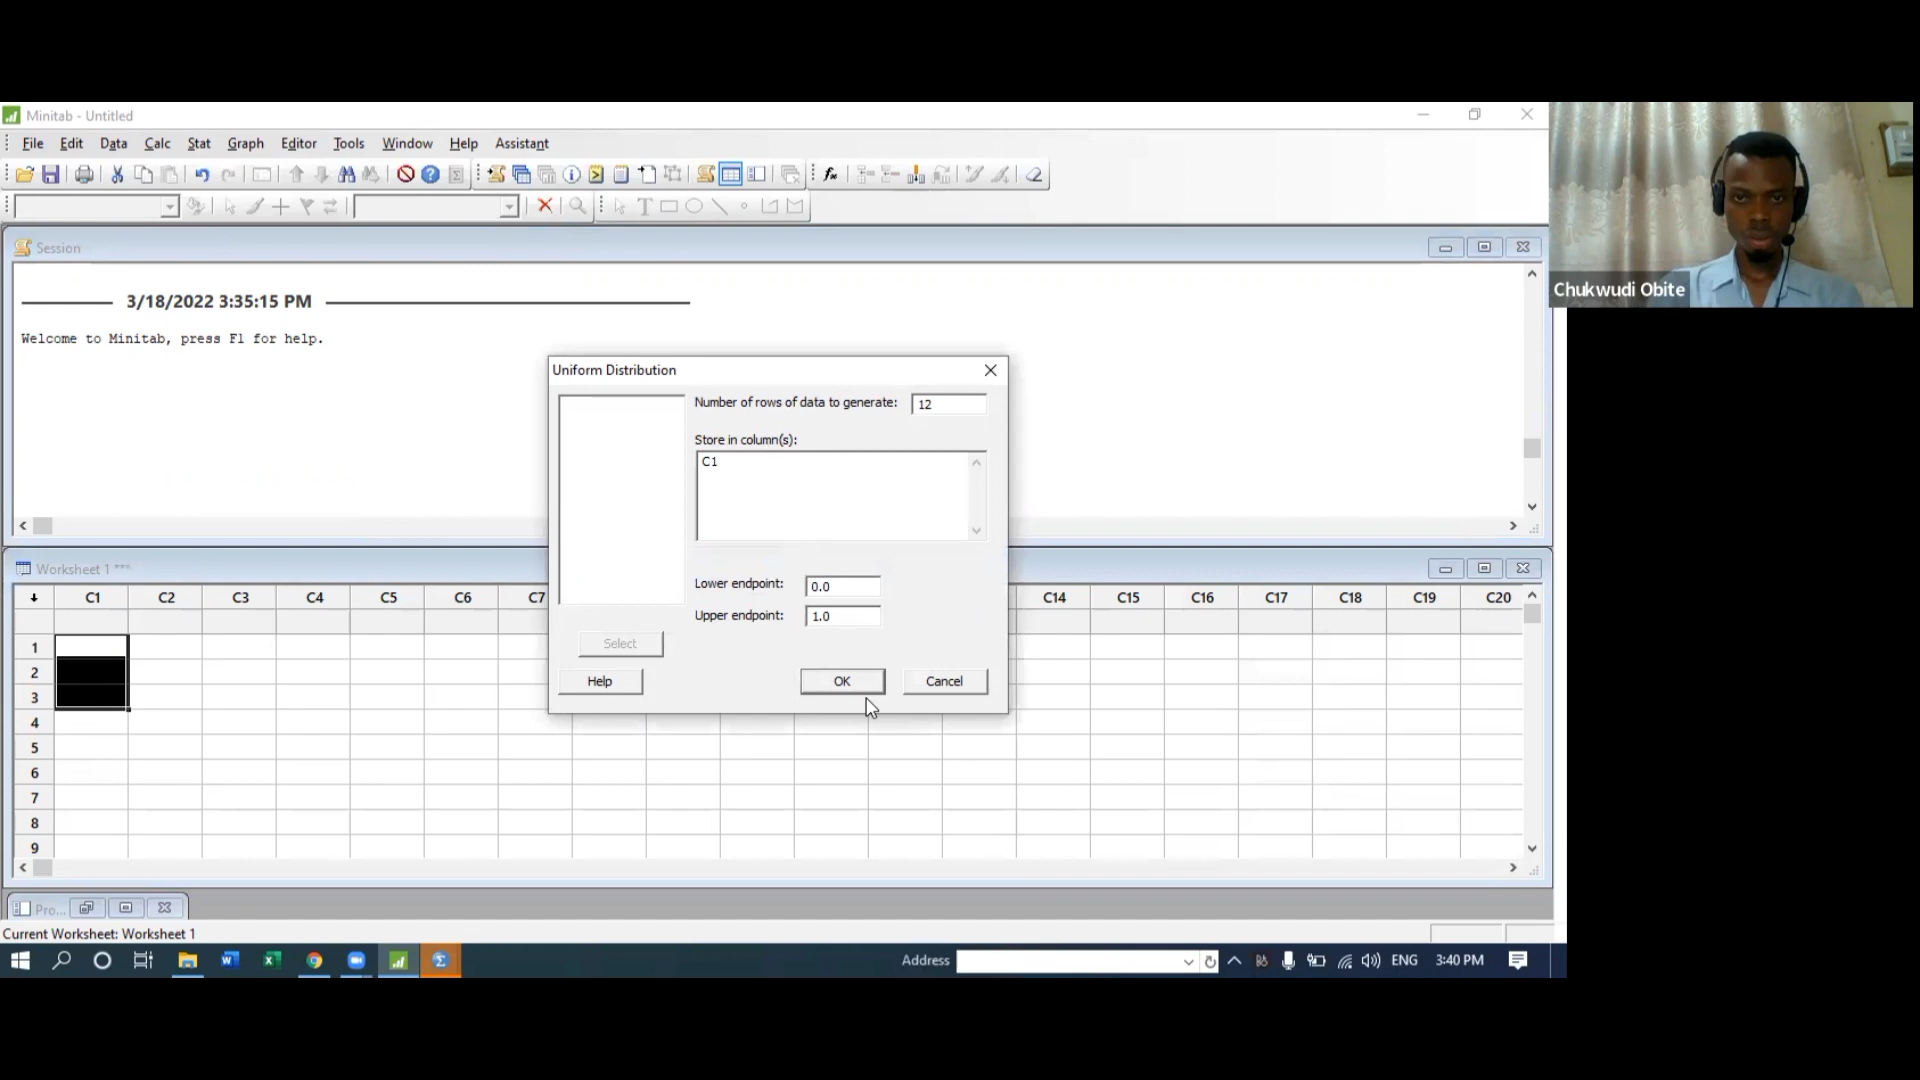 Minitab - Untitled
File Edit Data Calc Stat Graph Editor Tools Window Help Assistant
Session
3/18/2022 3:35:15 PM
Welcome to Minitab, press F1 for help.
Chukwudi Obite
Uniform Distribution
Number of rows of data to generate: 12
Store in column(s):
C1
Lower endpoint: 0.0
Upper endpoint: 1.0
Select
Help OK Cancel
Worksheet 1 ***
C1 C2 C3 C4 C5 C6 C7 C14 C15 C16 C17 C18 C19 C20
1
2
3
4
5
6
7
8
9
Pro...
Current Worksheet: Worksheet 1
Address ENG 3:40 PM